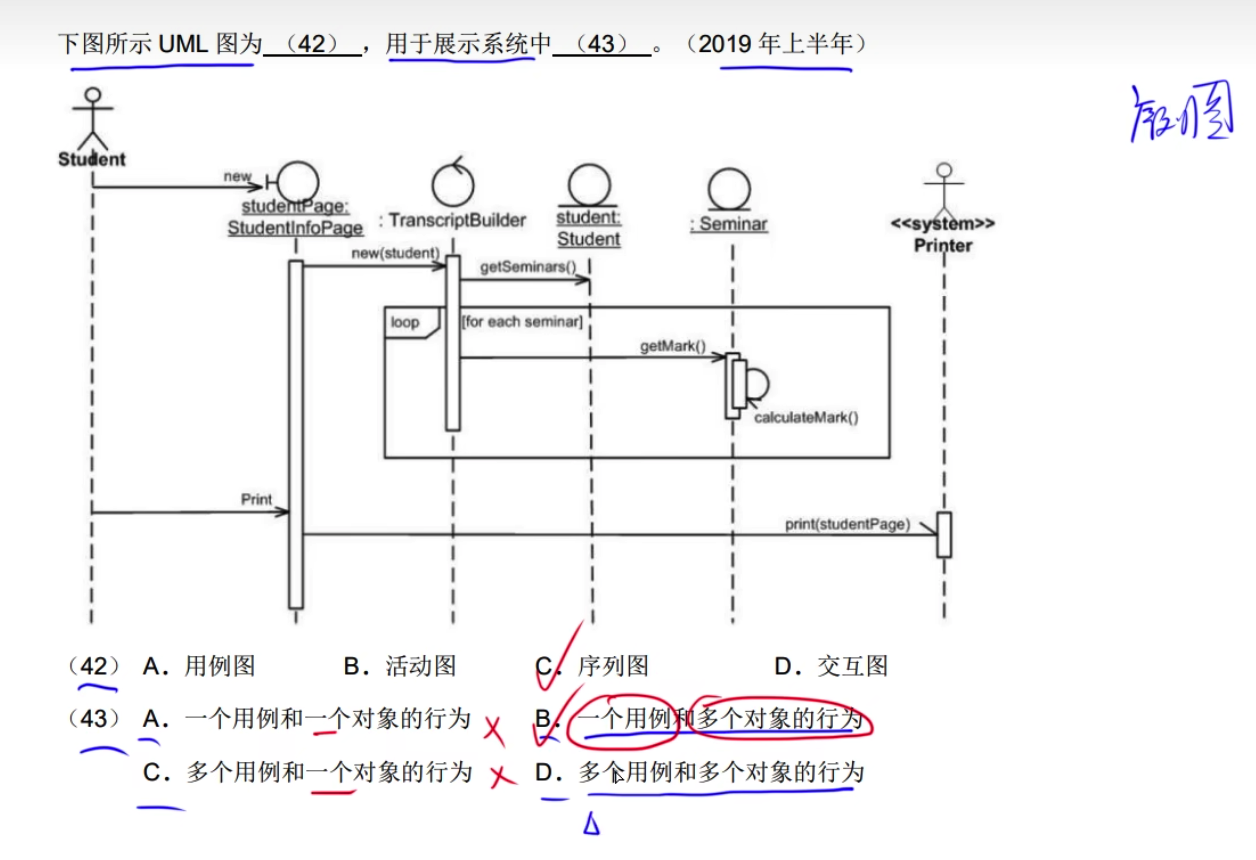 下图所示 UML 图为 （42） ，用于展示系统中 （43） 。（2019 年上半年）
Student
new
studentPage:
StudentInfoPage
: TranscriptBuilder
student:
Student
: Seminar
<<system>>
Printer
new(student)
getSeminars()
loop
[for each seminar]
getMark()
calculateMark()
Print
print(studentPage)
（42） A．用例图 B．活动图 C．序列图 D．交互图
（43） A．一个用例和一个对象的行为 B．一个用例和多个对象的行为
C．多个用例和一个对象的行为 D．多个用例和多个对象的行为